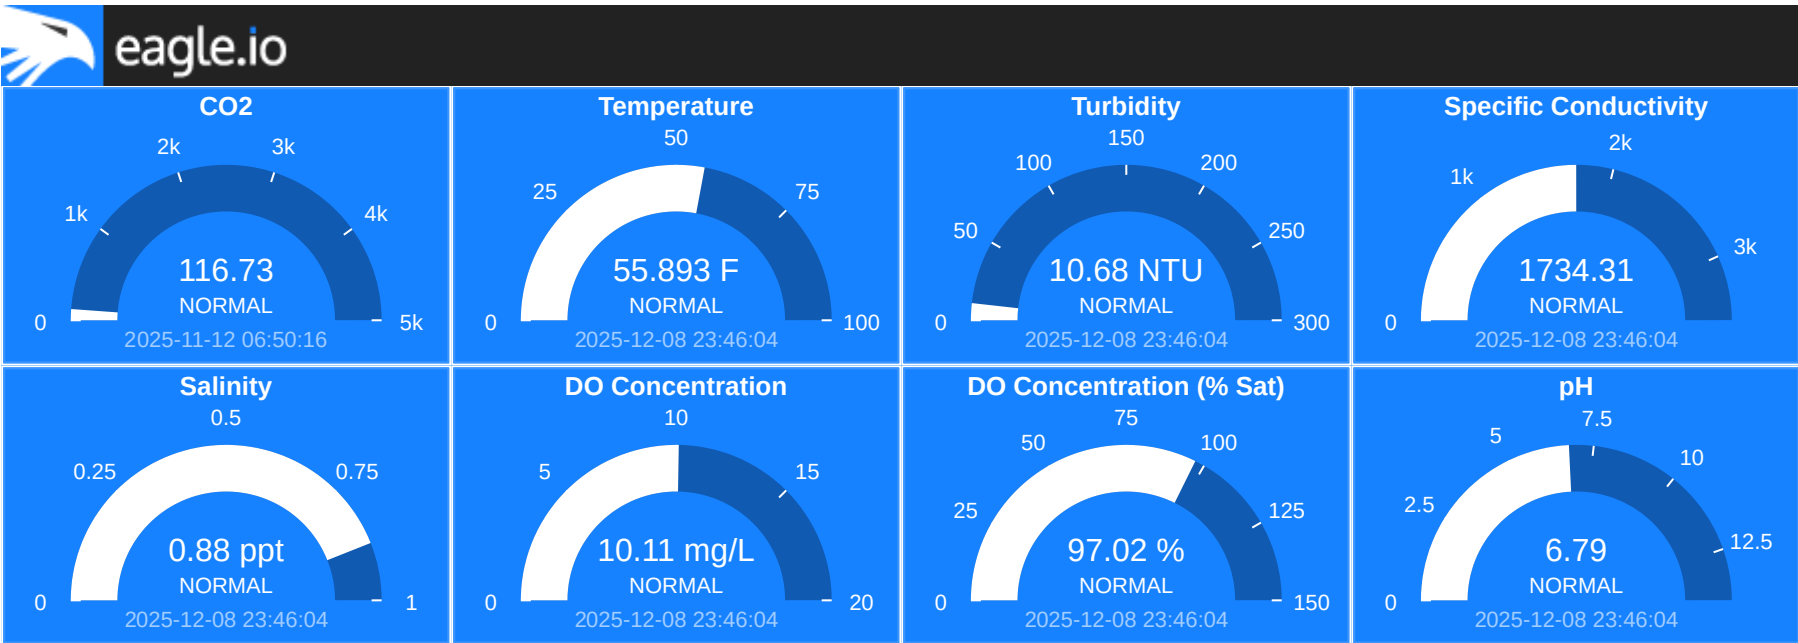 eagle.io
CO2
2k
3k
1k
4k
0
5k
116.73
NORMAL
2025-11-12 06:50:16
Temperature
50
25
75
0
100
55.893 F
NORMAL
2025-12-08 23:46:04
Turbidity
150
100
200
50
250
0
300
10.68 NTU
NORMAL
2025-12-08 23:46:04
Specific Conductivity
2k
1k
3k
0
1734.31
NORMAL
2025-12-08 23:46:04
Salinity
0.5
0.25
0.75
0
1
0.88 ppt
NORMAL
2025-12-08 23:46:04
DO Concentration
10
5
15
0
20
10.11 mg/L
NORMAL
2025-12-08 23:46:04
DO Concentration (% Sat)
75
50
100
25
125
0
150
97.02 %
NORMAL
2025-12-08 23:46:04
pH
7.5
5
10
2.5
12.5
0
6.79
NORMAL
2025-12-08 23:46:04